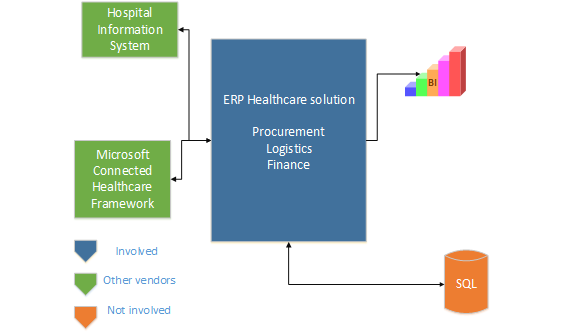 Hospital
Information
System
ERP Healthcare solution
Procurement
Logistics
Finance
BI
Microsoft
Connected
Healthcare
Framework
Involved
Other vendors
Not involved
SQL